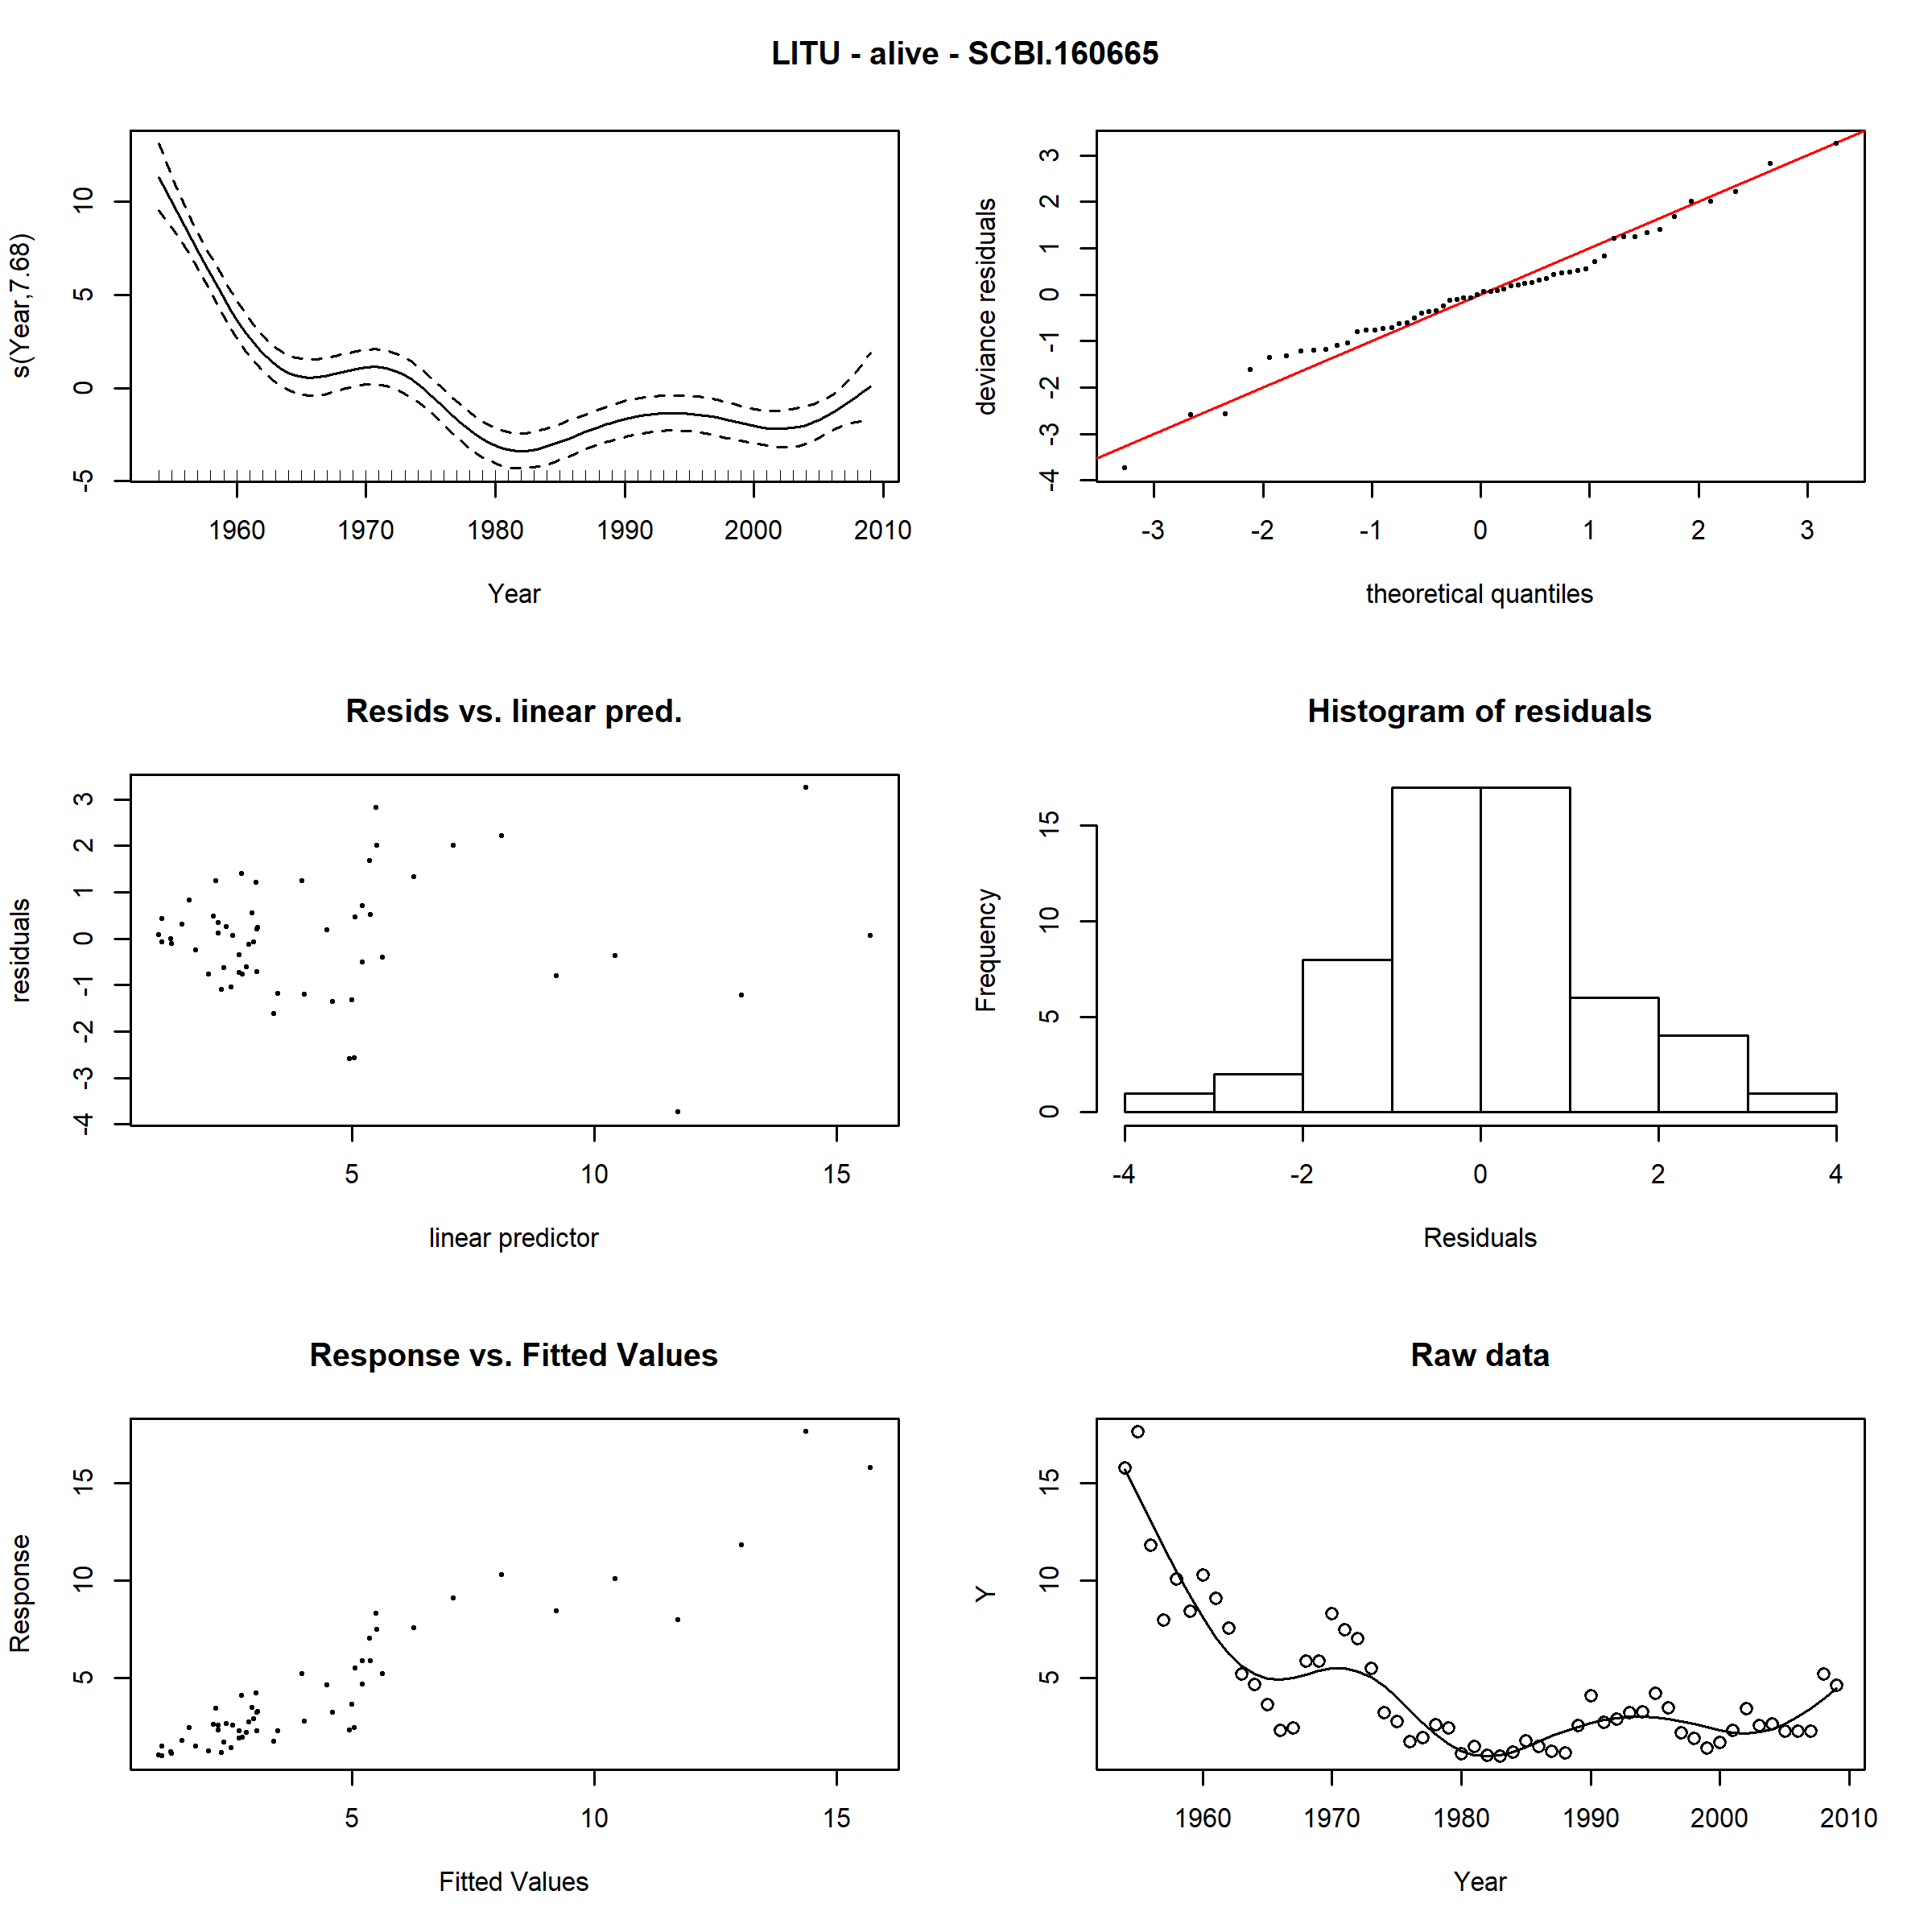 LITU - alive - SCBI.160665
s(Year,7.68)
10
5
0
-5
1960 1970 1980 1990 2000 2010
Year
deviance residuals
3
2
1
0
-1
-2
-3
-4
-3 -2 -1 0 1 2 3
theoretical quantiles
Resids vs. linear pred.
residuals
3
2
1
0
-1
-2
-3
-4
5 10 15
linear predictor
Histogram of residuals
Frequency
15
10
5
0
-4 -2 0 2 4
Residuals
Response vs. Fitted Values
Response
15
10
5
5 10 15
Fitted Values
Raw data
Y
15
10
5
1960 1970 1980 1990 2000 2010
Year